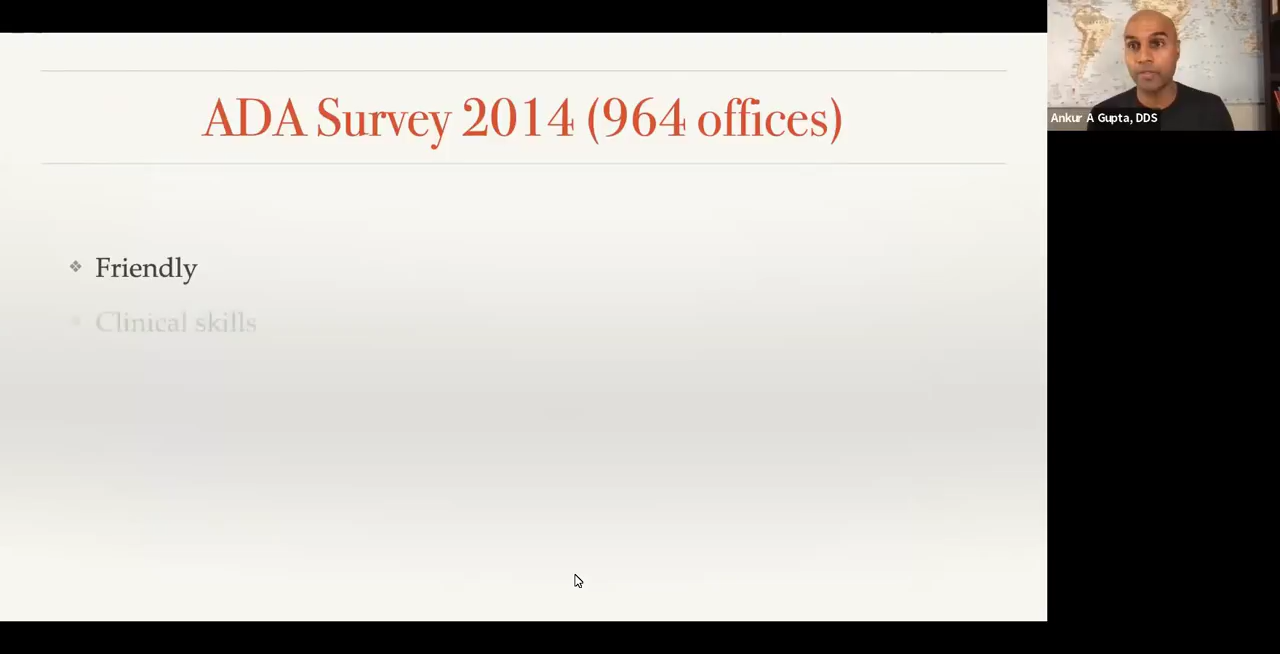 ADA Survey 2014 (964 offices)
Friendly
Clinical skills
Ankur A Gupta, DDS